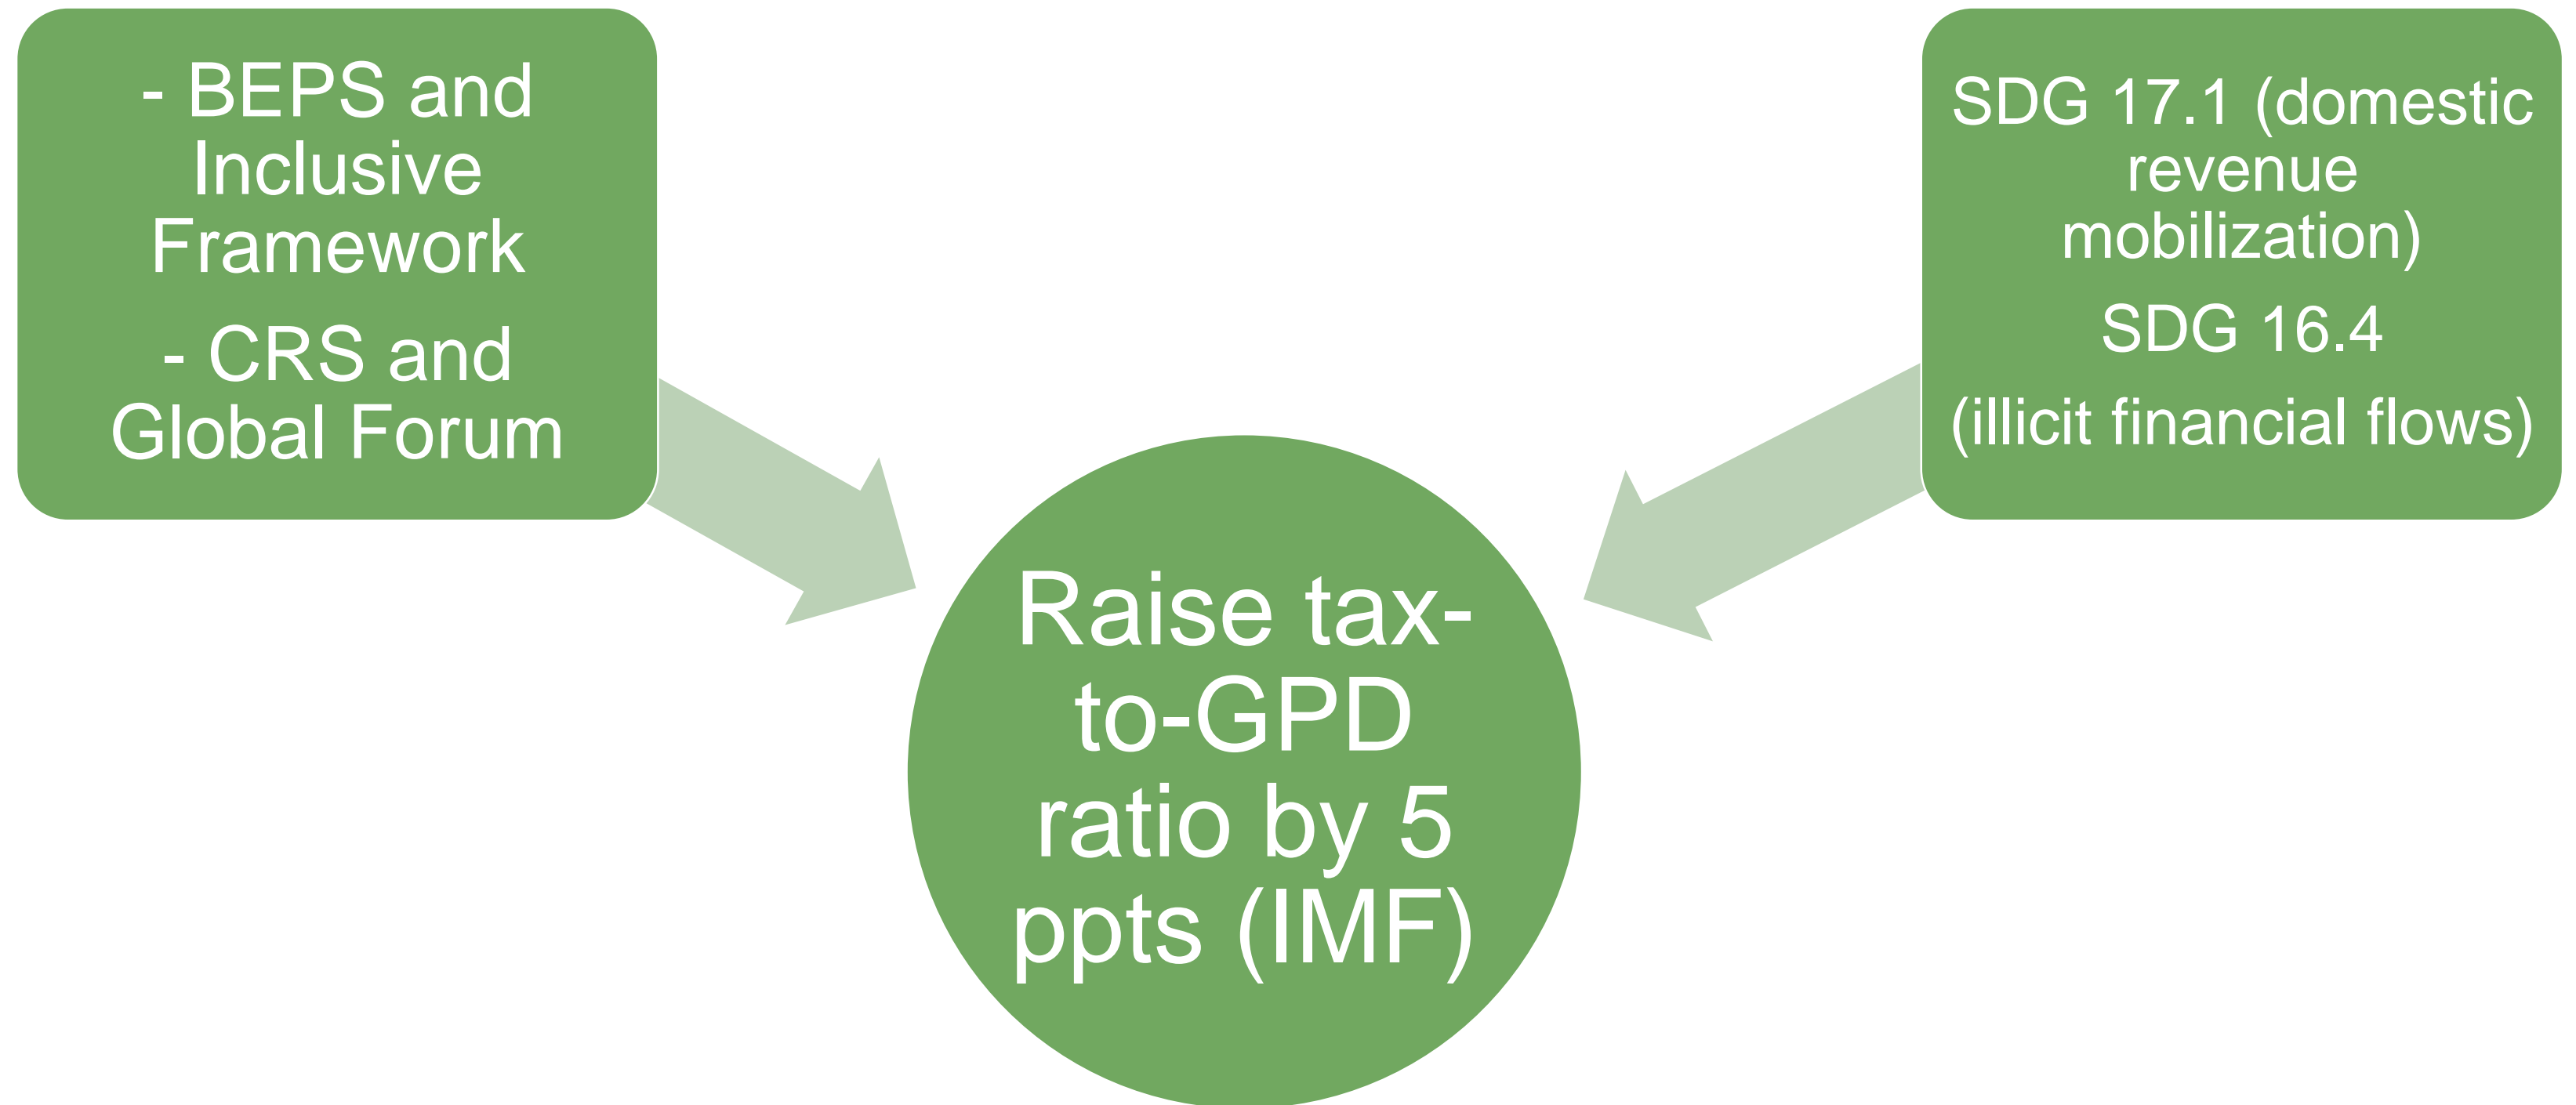 - BEPS and
Inclusive
Framework
- CRS and
Global Forum
SDG 17.1 (domestic
revenue
mobilization)
SDG 16.4
(illicit financial flows)
Raise tax-
to-GPD
ratio by 5
ppts (IMF)